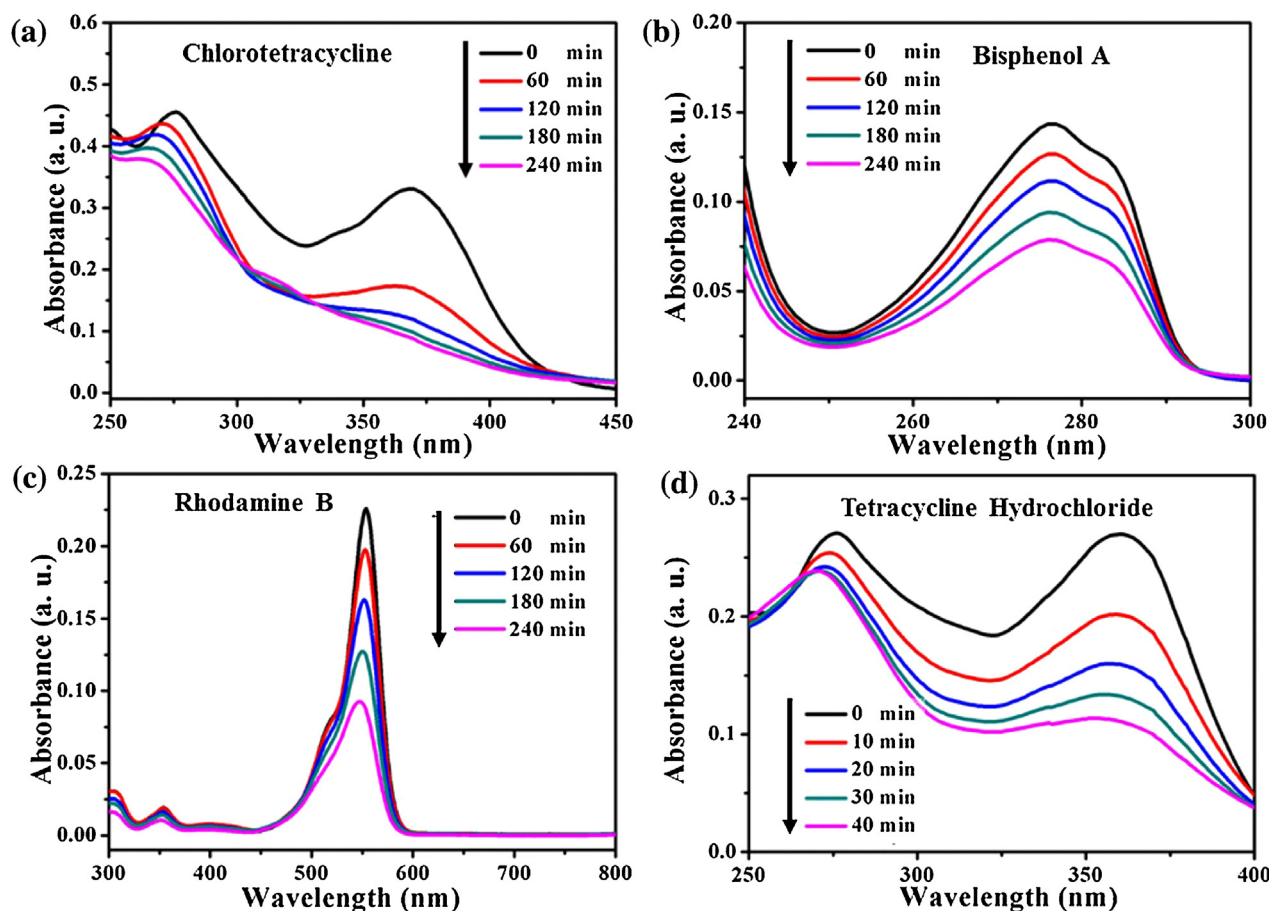 (a)
Chlorotetracycline
0 min
60 min
120 min
180 min
240 min
0.6
0.5
0.4
0.3
0.2
0.1
0.0
Absorbance (a. u.)
250 300 350 400 450
Wavelength (nm)
(b)
Bisphenol A
0 min
60 min
120 min
180 min
240 min
0.20
0.15
0.10
0.05
0.00
Absorbance (a. u.)
240 260 280 300
Wavelength (nm)
(c)
Rhodamine B
0 min
60 min
120 min
180 min
240 min
0.25
0.20
0.15
0.10
0.05
0.00
Absorbance (a. u.)
300 400 500 600 700 800
Wavelength (nm)
(d)
Tetracycline Hydrochloride
0 min
10 min
20 min
30 min
40 min
0.3
0.2
0.1
0.0
Absorbance (a. u.)
250 300 350 400
Wavelength (nm)